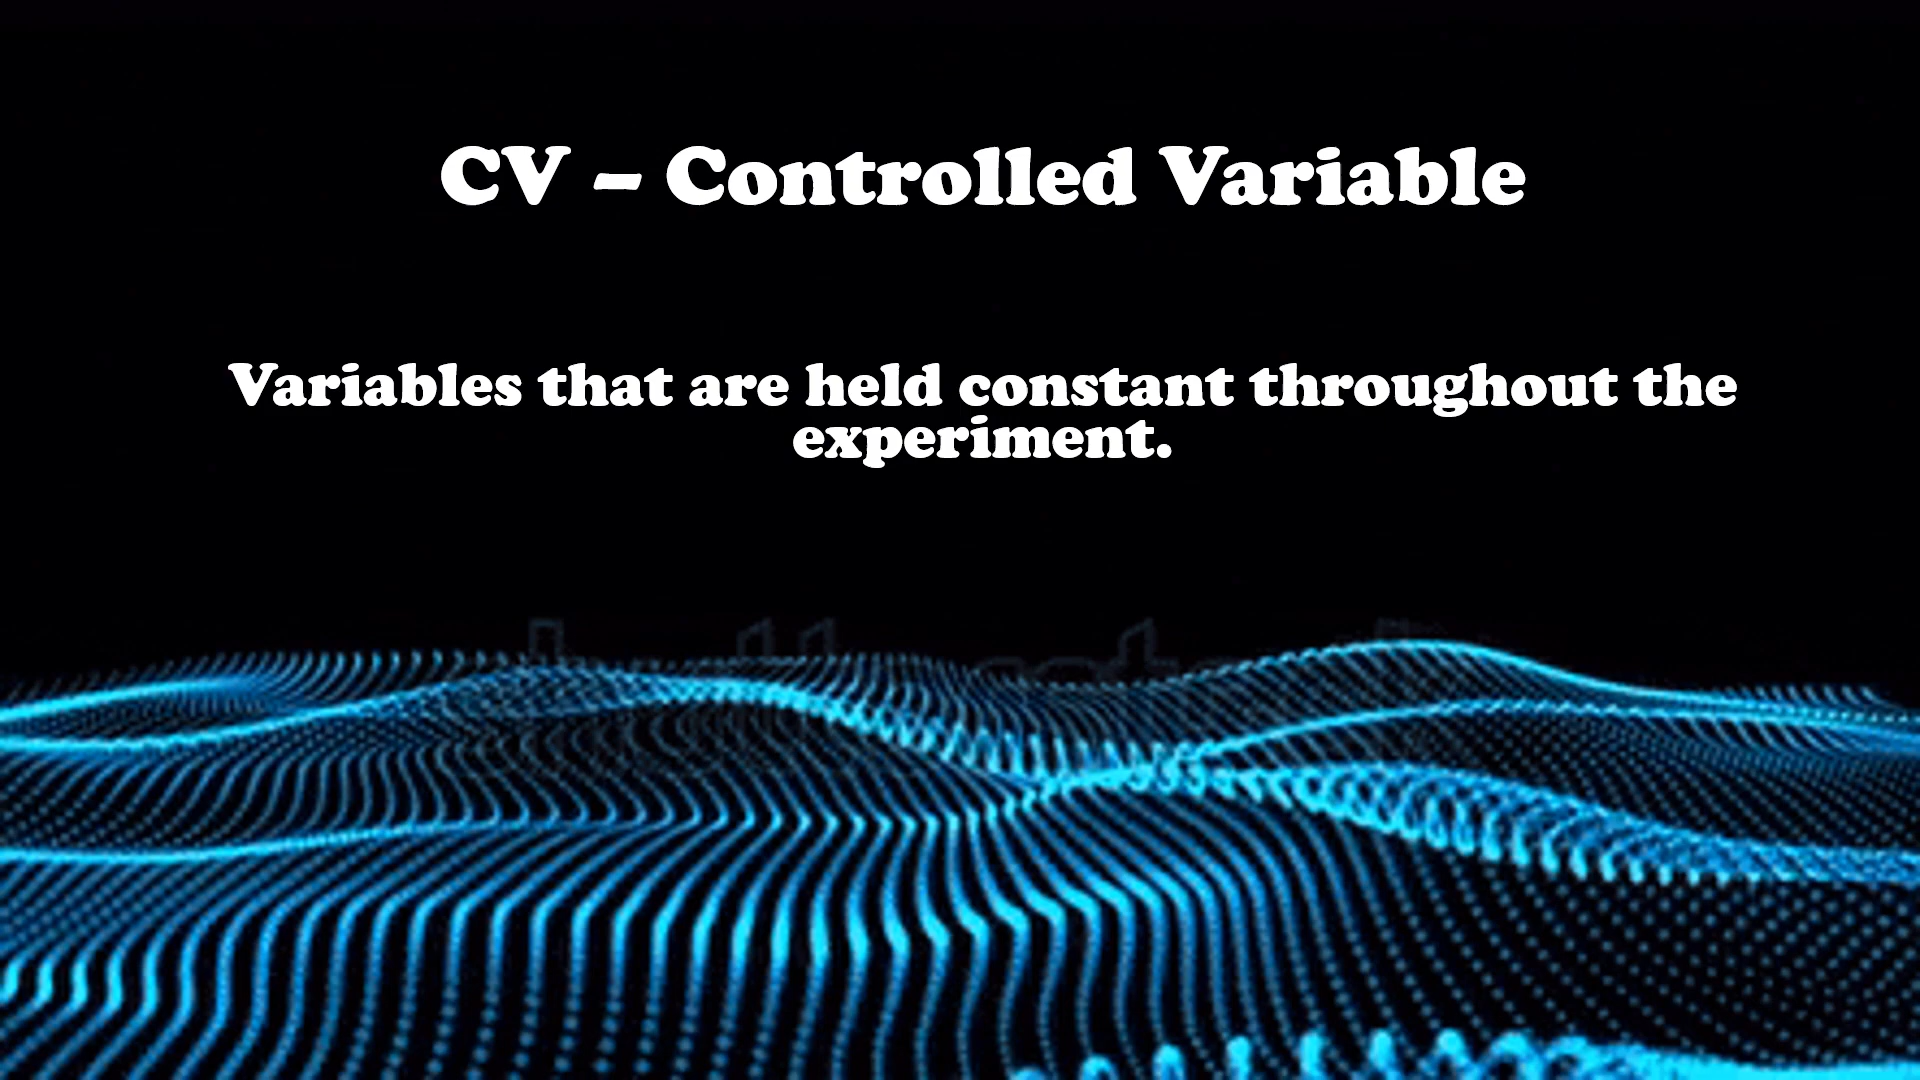 CV – Controlled Variable
Variables that are held constant throughout the
experiment.